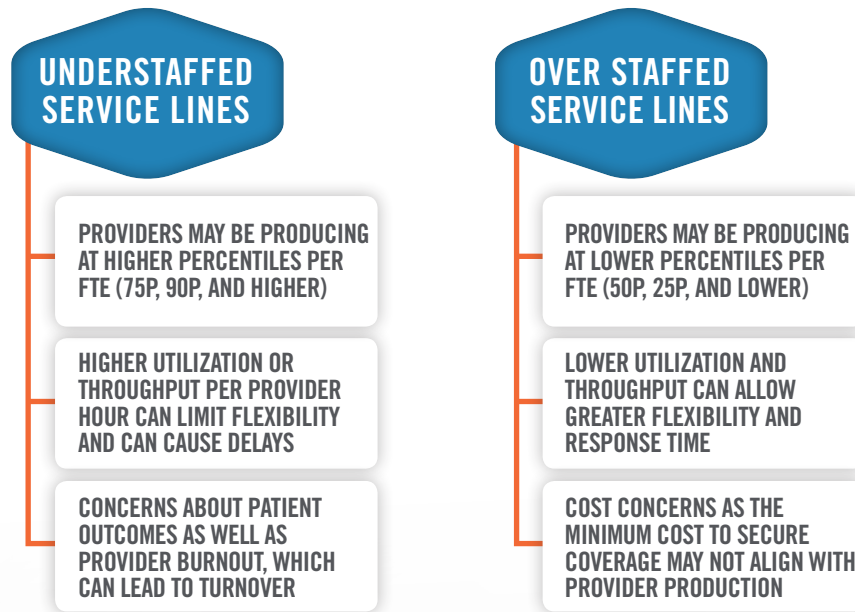 UNDERSTAFFED
SERVICE LINES
PROVIDERS MAY BE PRODUCING
AT HIGHER PERCENTILES PER
FTE (75P, 90P, AND HIGHER)
HIGHER UTILIZATION OR
THROUGHPUT PER PROVIDER
HOUR CAN LIMIT FLEXIBILITY
AND CAN CAUSE DELAYS
CONCERNS ABOUT PATIENT
OUTCOMES AS WELL AS
PROVIDER BURNOUT, WHICH
CAN LEAD TO TURNOVER
OVER STAFFED
SERVICE LINES
PROVIDERS MAY BE PRODUCING
AT LOWER PERCENTILES PER
FTE (50P, 25P, AND LOWER)
LOWER UTILIZATION AND
THROUGHPUT CAN ALLOW
GREATER FLEXIBILITY AND
RESPONSE TIME
COST CONCERNS AS THE
MINIMUM COST TO SECURE
COVERAGE MAY NOT ALIGN WITH
PROVIDER PRODUCTION